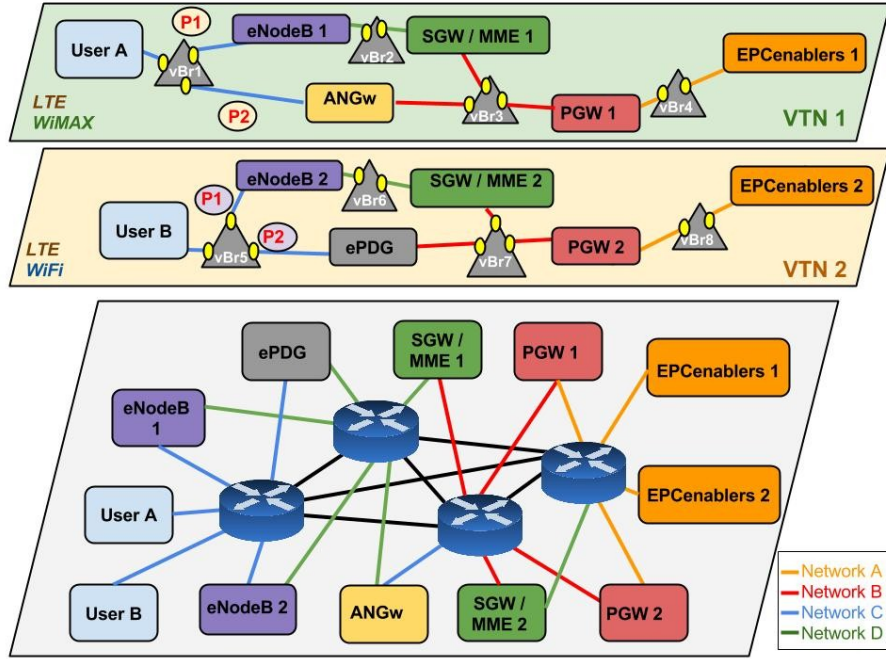 P1
User A
eNodeB 1
SGW / MME 1
EPCenablers 1
vBr1
vBr2
P2
ANGw
vBr3
PGW 1
vBr4
LTE
WiMAX
VTN 1
P1
eNodeB 2
SGW / MME 2
EPCenablers 2
vBr6
User B
P2
vBr5
ePDG
vBr7
PGW 2
vBr8
LTE
WiFi
VTN 2
ePDG
SGW /
MME 1
PGW 1
EPCenablers 1
eNodeB
1
EPCenablers 2
User A
User B
eNodeB 2
ANGw
SGW /
MME 2
PGW 2
Network A
Network B
Network C
Network D